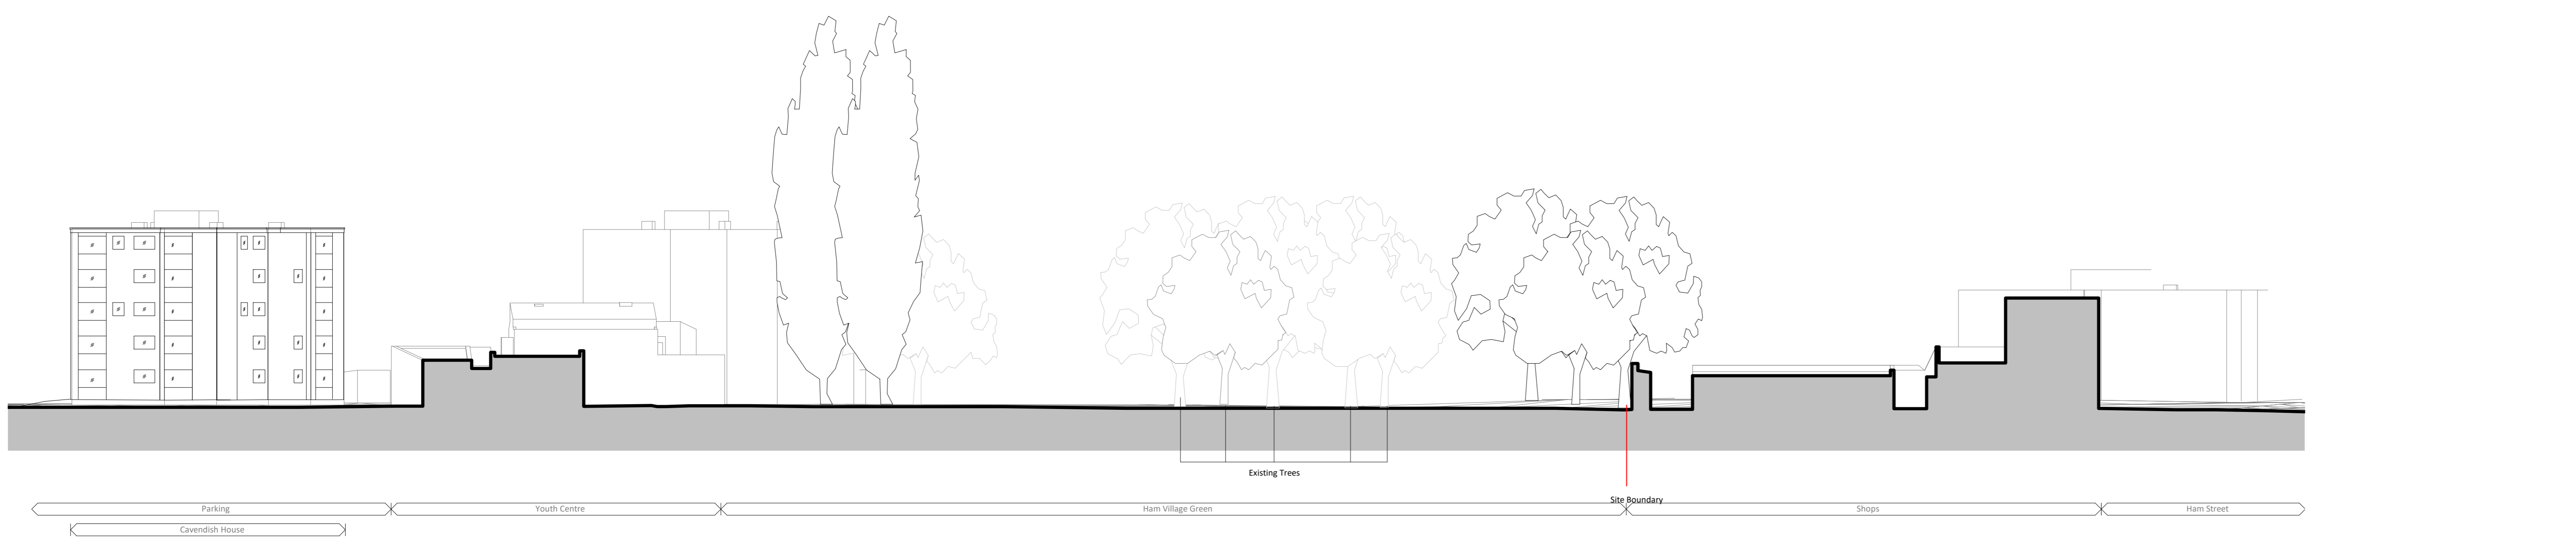 Existing Trees
Site Boundary
Parking
Youth Centre
Ham Village Green
Shops
Ham Street
Cavendish House